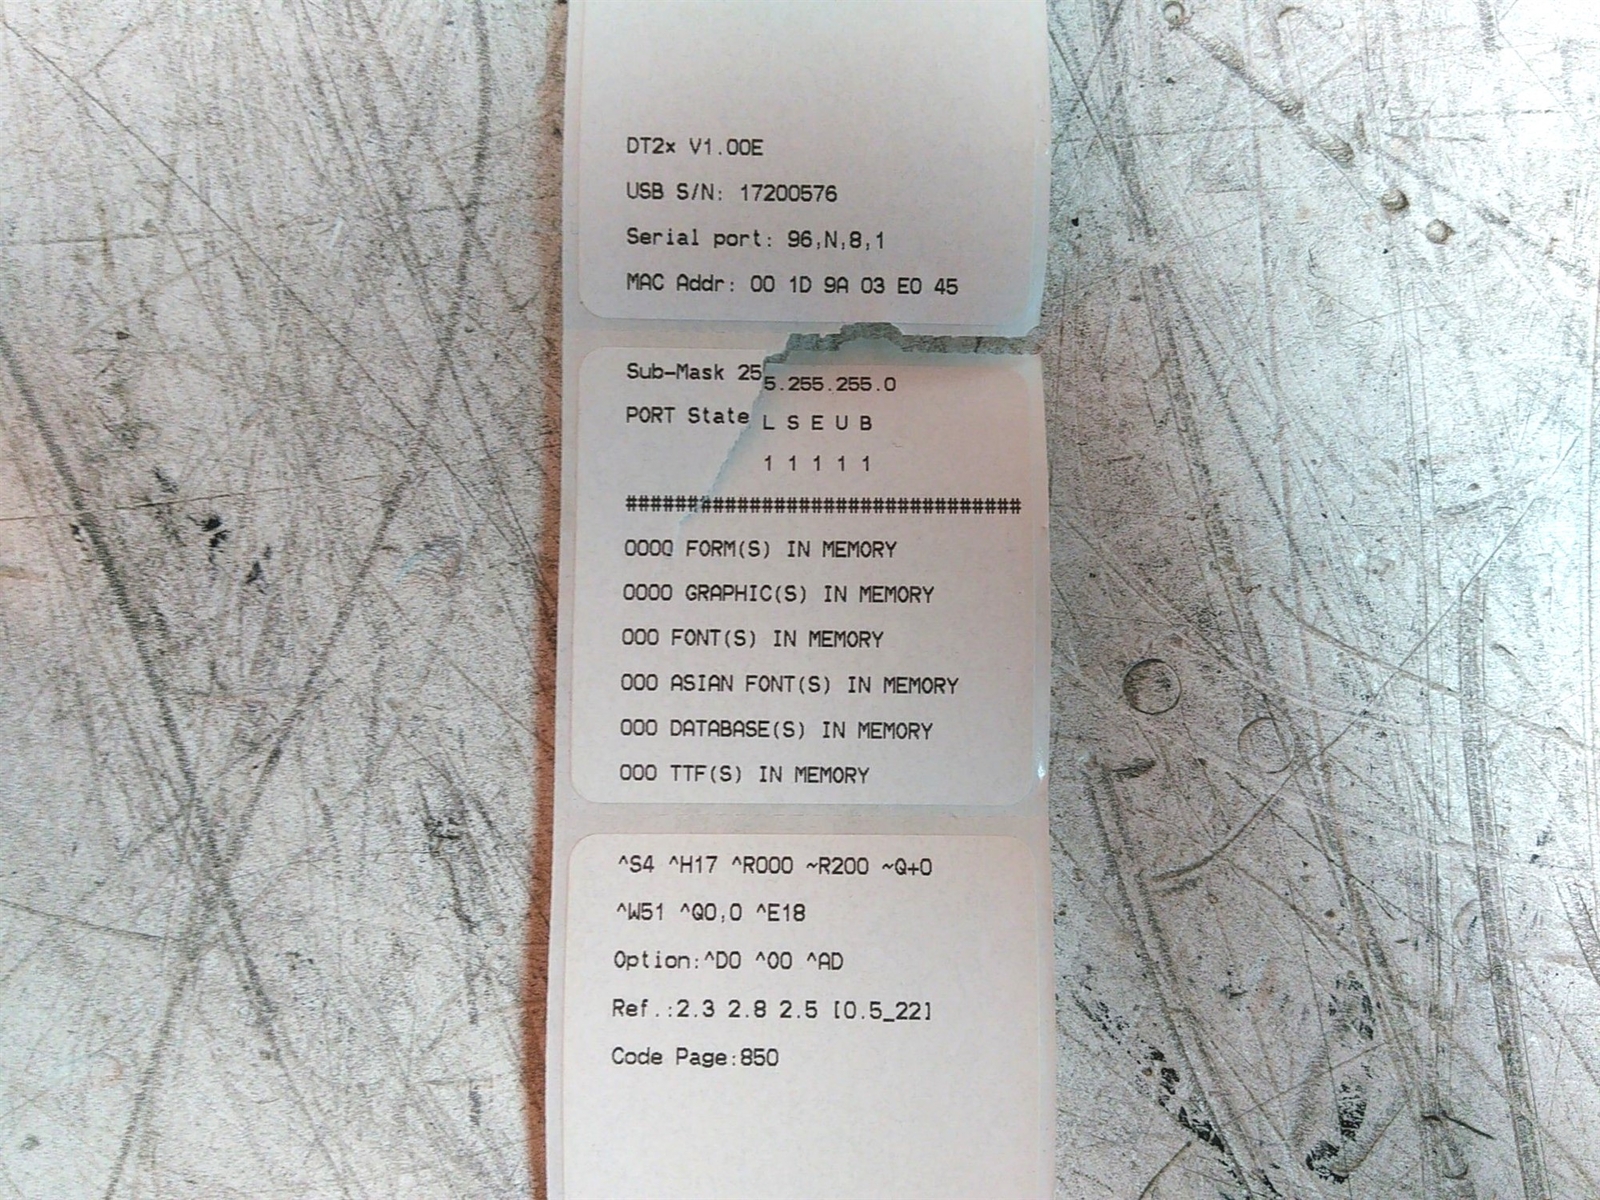 DT2x V1.00E
USB S/N: 17200576
Serial port: 96,N,8,1
MAC Addr: 00 1D 9A 03 E0 45
Sub-Mask 255.255.255.0
PORT State L S E U B
1 1 1 1 1
################################
0000 FORM(S) IN MEMORY
0000 GRAPHIC(S) IN MEMORY
000 FONT(S) IN MEMORY
000 ASIAN FONT(S) IN MEMORY
000 DATABASE(S) IN MEMORY
000 TTF(S) IN MEMORY
^S4 ^H17 ^R000 ~R200 ~Q+0
^W51 ^Q0,0 ^E18
Option:^D0 ^O0 ^AD
Ref.:2.3 2.8 2.5 [0.5_22]
Code Page:850